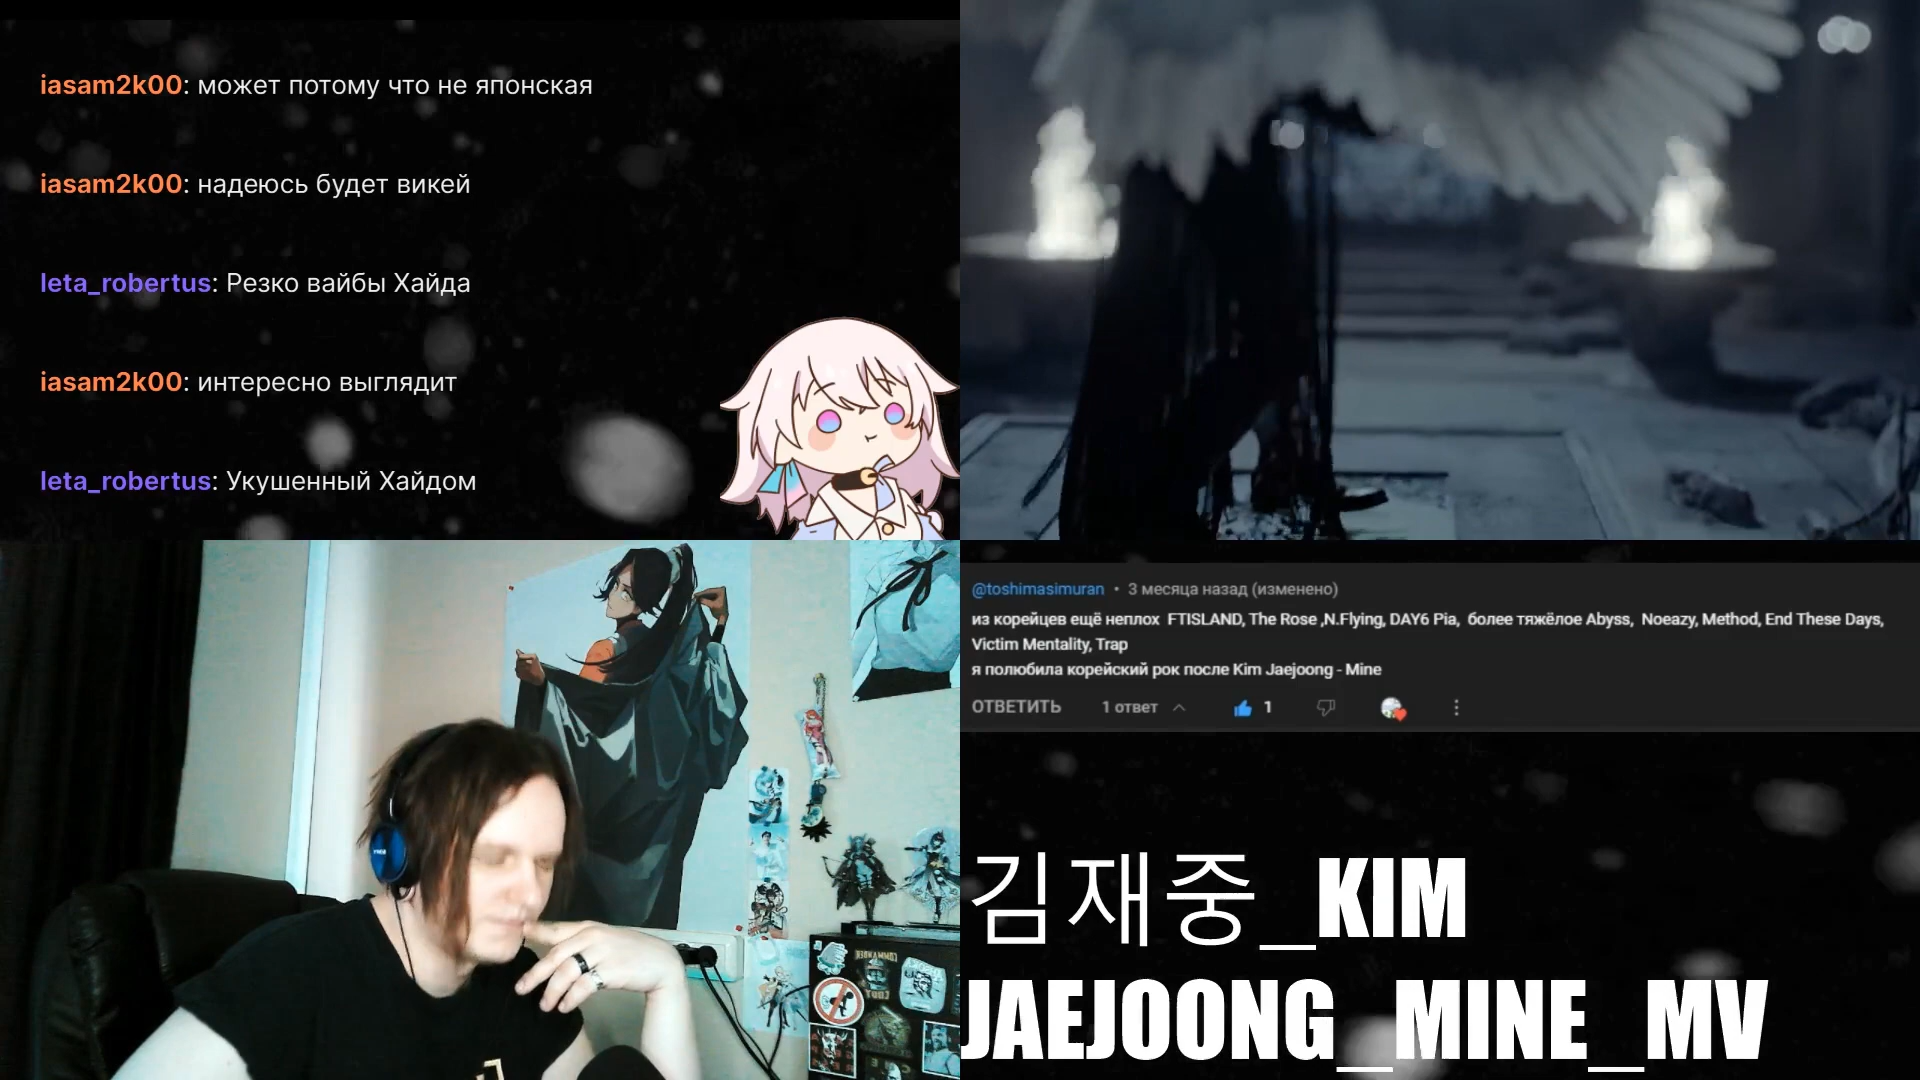 iasam2k00: может потому что не японская
iasam2k00: надеюсь будет викей
leta_robertus: Резко вайбы Хайда
iasam2k00: интересно выглядит
leta_robertus: Укушенный Хайдом
@toshimasimuran • 3 месяца назад (изменено)
из корейцев ещё неплох FTISLAND, The Rose ,N.Flying, DAY6 Pia, более тяжёлое Abyss, Noeazy, Method, End These Days,
Victim Mentality, Trap
я полюбила корейский рок после Kim Jaejoong - Mine
ОТВЕТИТЬ 1 ответ 1
김재중_KIM
JAEJOONG_MINE_MV